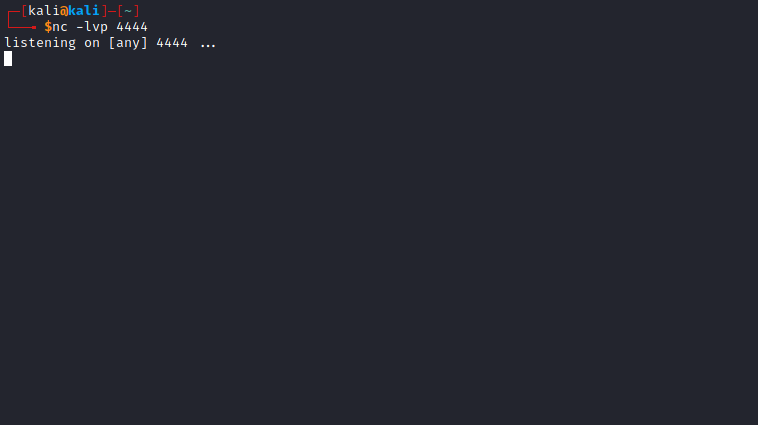 ┌─[kali@kali]─[~]
└──╼ $nc -lvp 4444
listening on [any] 4444 ...